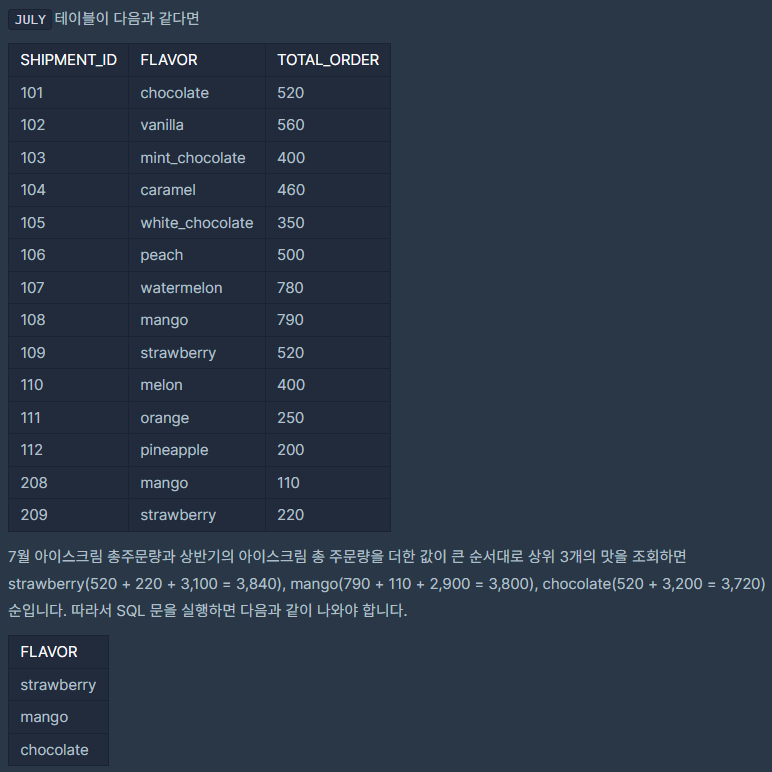 JULY 테이블이 다음과 같다면
SHIPMENT_ID FLAVOR TOTAL_ORDER
101 chocolate 520
102 vanilla 560
103 mint_chocolate 400
104 caramel 460
105 white_chocolate 350
106 peach 500
107 watermelon 780
108 mango 790
109 strawberry 520
110 melon 400
111 orange 250
112 pineapple 200
208 mango 110
209 strawberry 220
7월 아이스크림 총주문량과 상반기의 아이스크림 총 주문량을 더한 값이 큰 순서대로 상위 3개의 맛을 조회하면
strawberry(520 + 220 + 3,100 = 3,840), mango(790 + 110 + 2,900 = 3,800), chocolate(520 + 3,200 = 3,720)
순입니다. 따라서 SQL 문을 실행하면 다음과 같이 나와야 합니다.
FLAVOR
strawberry
mango
chocolate